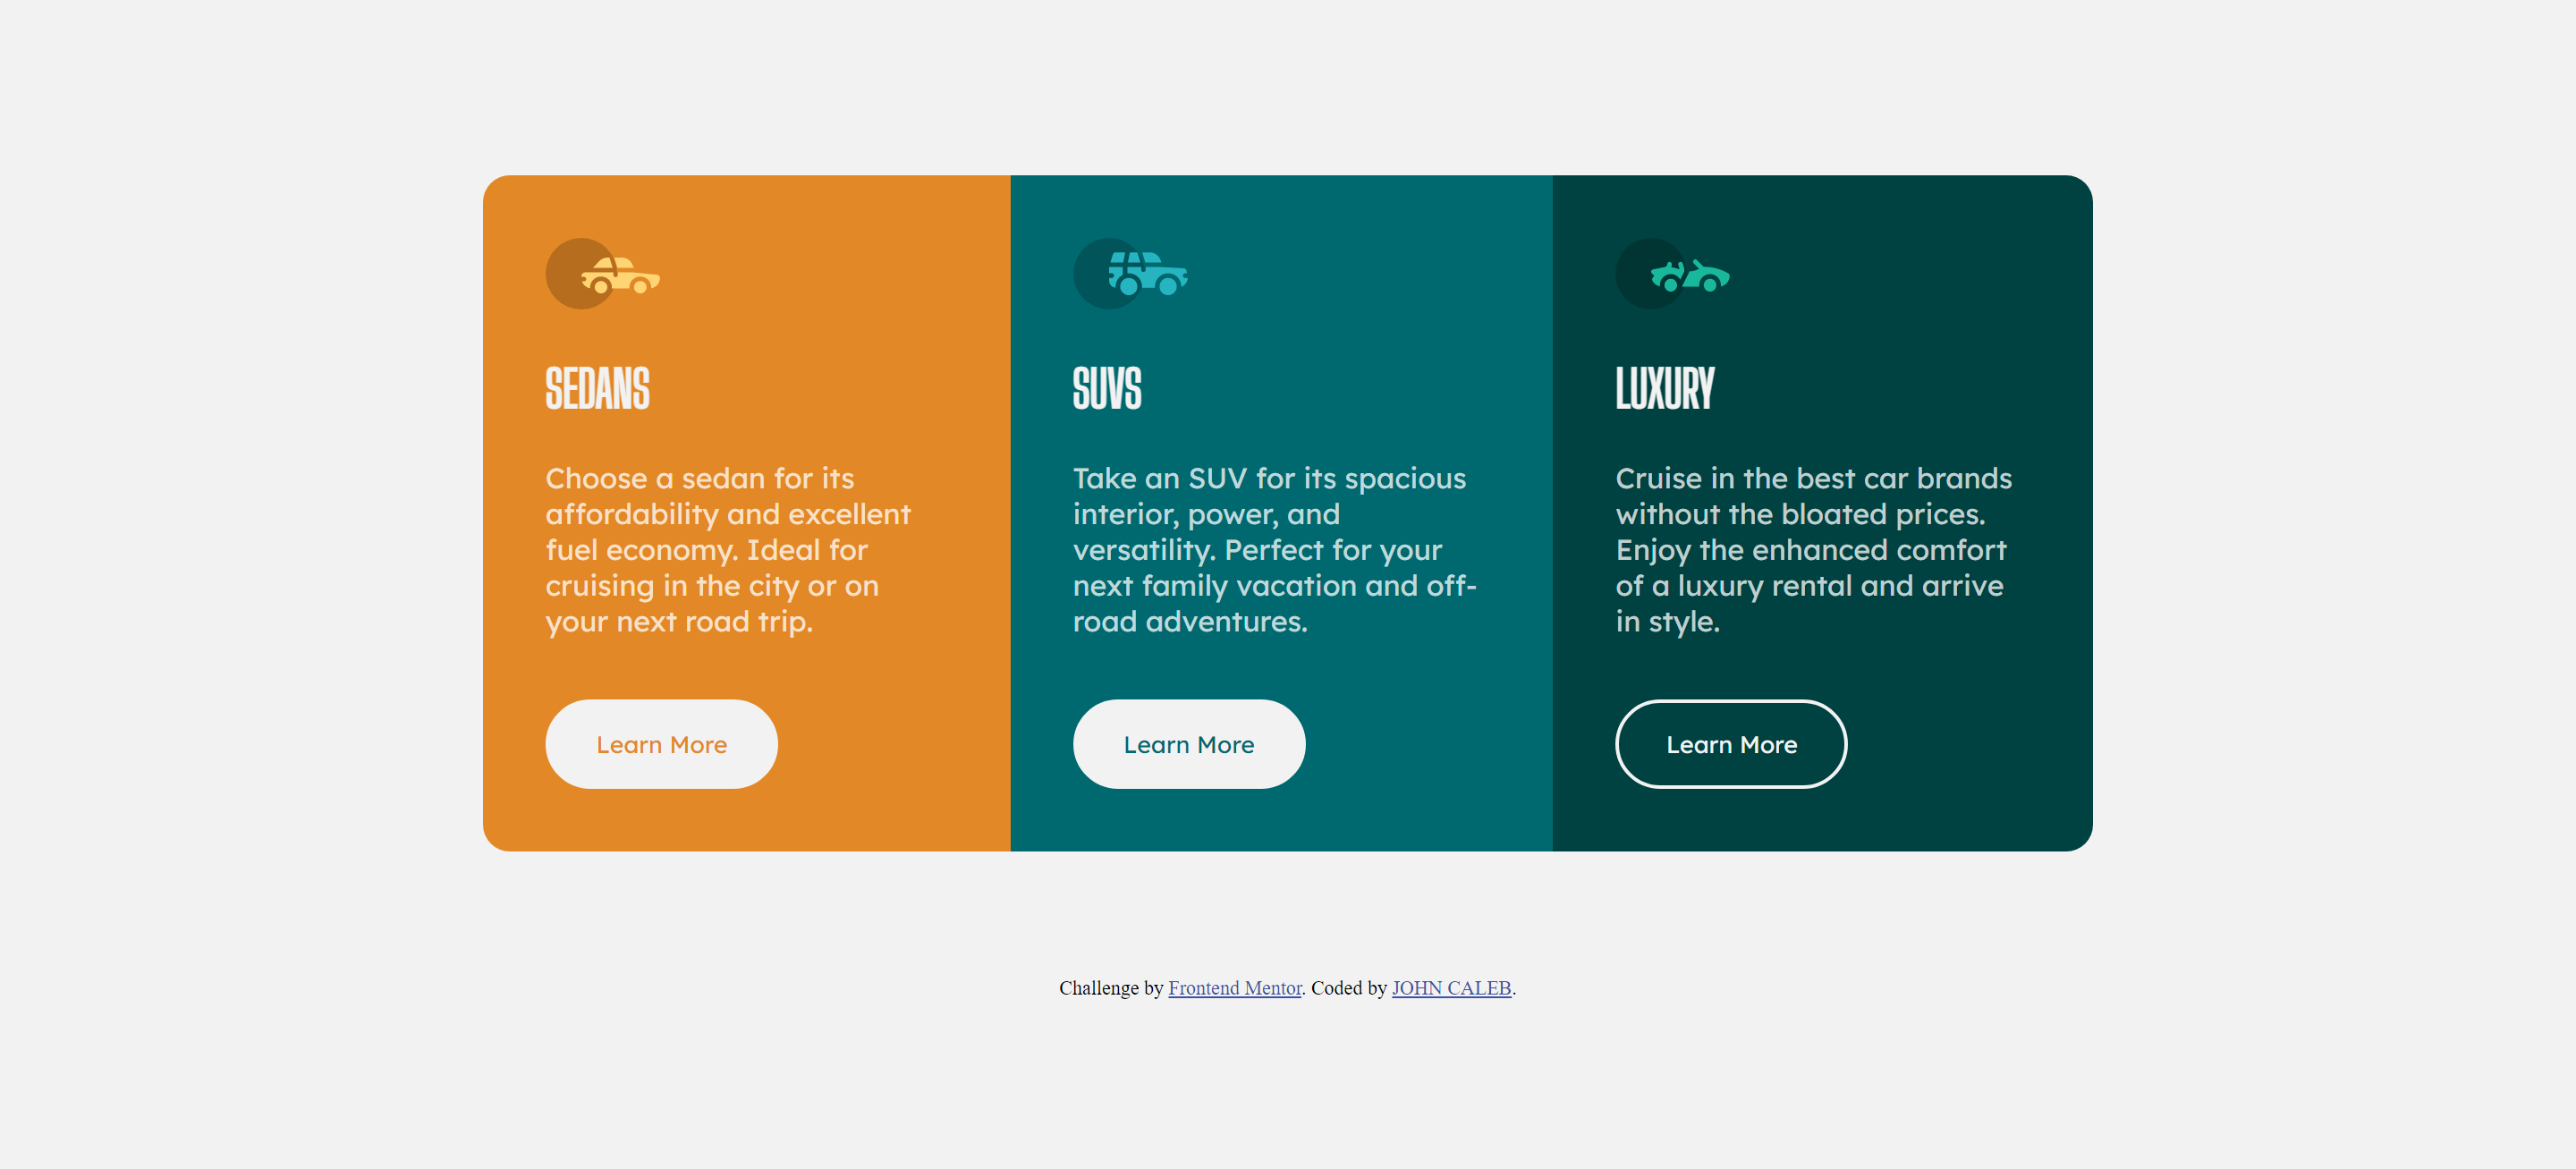 SEDANS
Choose a sedan for its
affordability and excellent
fuel economy. Ideal for
cruising in the city or on
your next road trip.
Learn More
SUVS
Take an SUV for its spacious
interior, power, and
versatility. Perfect for your
next family vacation and off-
road adventures.
Learn More
LUXURY
Cruise in the best car brands
without the bloated prices.
Enjoy the enhanced comfort
of a luxury rental and arrive
in style.
Learn More
Challenge by Frontend Mentor. Coded by JOHN CALEB.